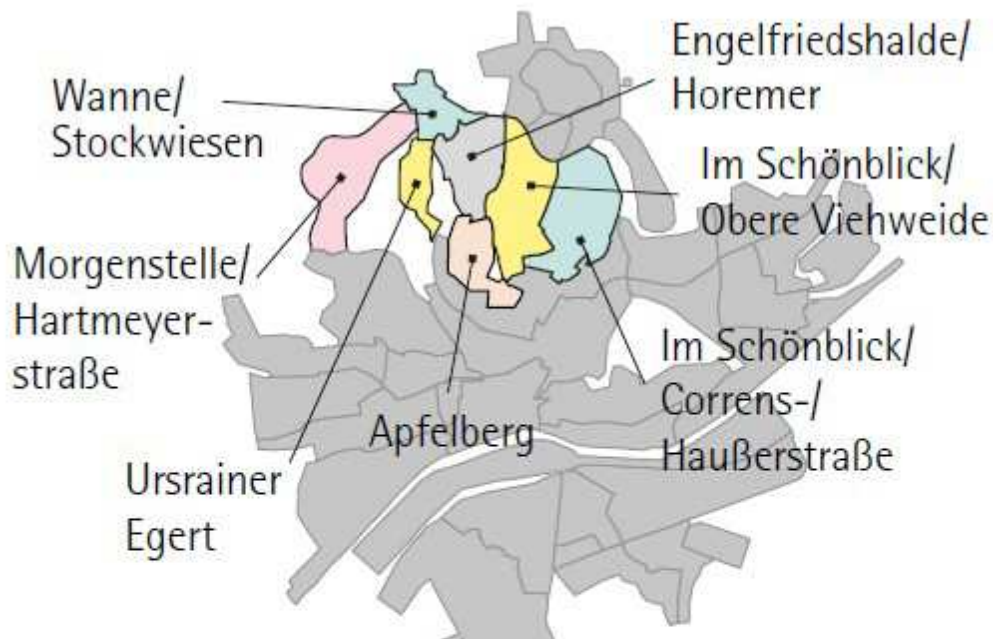 Engelfriedshalde/
Horemer
Wanne/
Stockwiesen
Im Schönblick/
Obere Viehweide
Morgenstelle/
Hartmeyer-
straße
Im Schönblick/
Correns-/
Haußerstraße
Apfelberg
Ursrainer
Egert